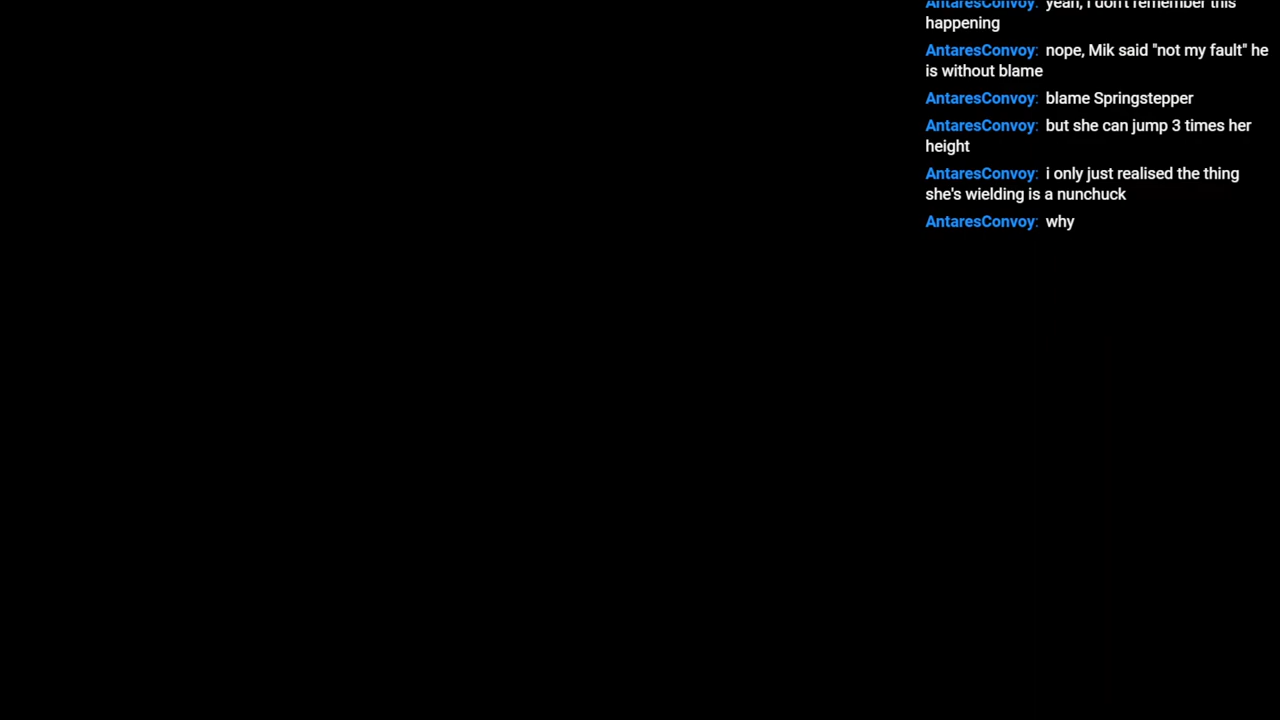 AntaresConvoy: yeah, i don't remember this
happening
AntaresConvoy: nope, Mik said "not my fault" he
is without blame
AntaresConvoy: blame Springstepper
AntaresConvoy: but she can jump 3 times her
height
AntaresConvoy: i only just realised the thing
she's wielding is a nunchuck
AntaresConvoy: why